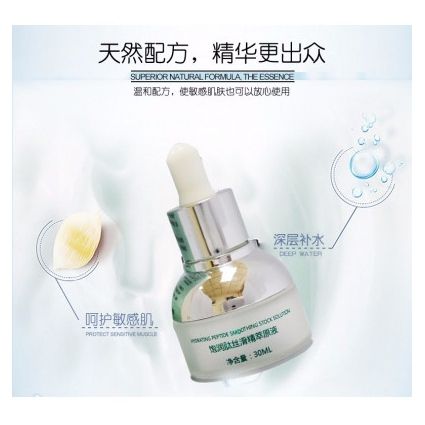 天然配方，精华更出众
SUPERIOR NATURAL FORMULA, THE ESSENCE
温和配方，使敏感肌肤也可以放心使用
深层补水
DEEP WATER
呵护敏感肌
PROTECT SENSITIVE MUSCLE
HYDRATING PEPTIDE SMOOTHING STOCK SOLUTION
饱润肽丝滑精萃原液
净含量：30ML